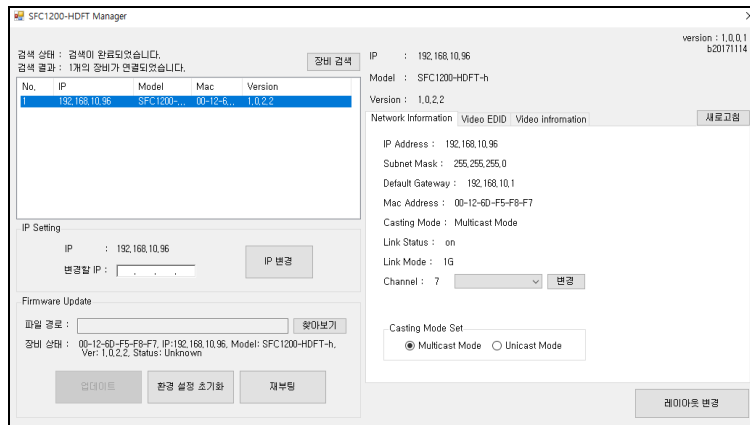 SFC1200-HDFT Manager
version : 1,0,0,1
b20171114
검색 상태 : 검색이 완료되었습니다.
검색 결과 : 1개의 장비가 연결되었습니다.
장비 검색
No, IP Model Mac Version
1 192,168,10,96 SFC1200-... 00-12-6... 1,0,2,2
IP Setting
IP : 192,168,10,96
변경할 IP : . . .
IP 변경
Firmware Update
파일 경로 :
찾아보기
장비 상태 : 00-12-6D-F5-F8-F7, IP:192,168,10,96, Model: SFC1200-HDFT-h,
Ver: 1,0,2,2, Status: Unknown
업데이트
환경 설정 초기화
재부팅
IP : 192,168,10,96
Model : SFC1200-HDFT-h
Version : 1,0,2,2
Network Information Video EDID Video infromation
새로고침
IP Address : 192,168,10,96
Subnet Mask : 255,255,255,0
Default Gateway : 192,168,10,1
Mac Address : 00-12-6D-F5-F8-F7
Casting Mode : Multicast Mode
Link Status : on
Link Mode : 1G
Channel : 7
변경
Casting Mode Set
Multicast Mode Unicast Mode
레이아웃 변경